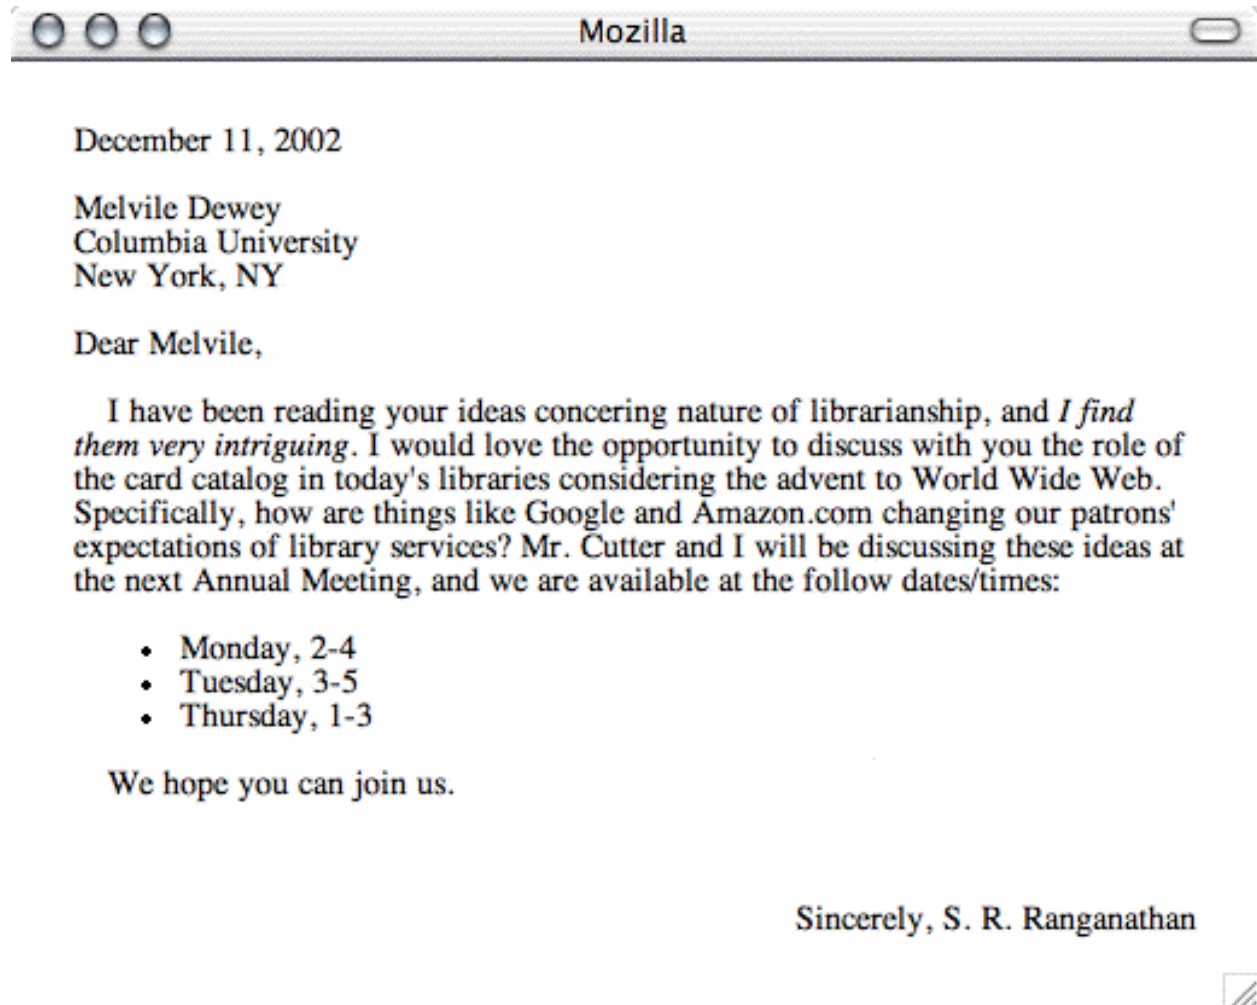 Mozilla
December 11, 2002
Melvile Dewey
Columbia University
New York, NY
Dear Melvile,
I have been reading your ideas concering nature of librarianship, and I find
them very intriguing. I would love the opportunity to discuss with you the role of
the card catalog in today's libraries considering the advent to World Wide Web.
Specifically, how are things like Google and Amazon.com changing our patrons'
expectations of library services? Mr. Cutter and I will be discussing these ideas at
the next Annual Meeting, and we are available at the follow dates/times:
• Monday, 2-4
• Tuesday, 3-5
• Thursday, 1-3
We hope you can join us.
Sincerely, S. R. Ranganathan